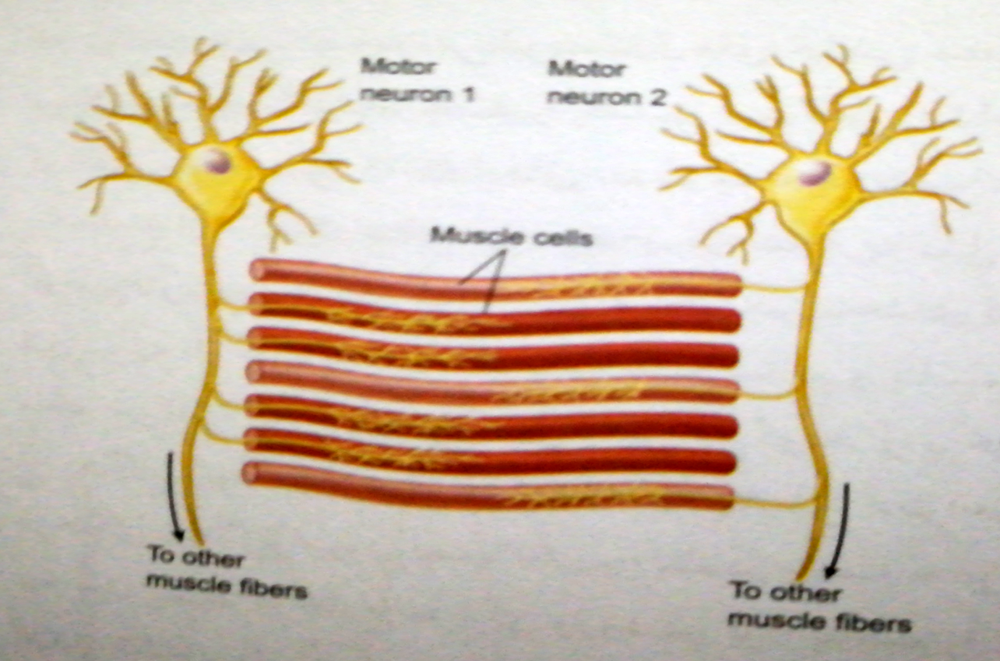 Motor
neuron 1
Motor
neuron 2
Muscle cells
To other
muscle fibers
To other
muscle fibers